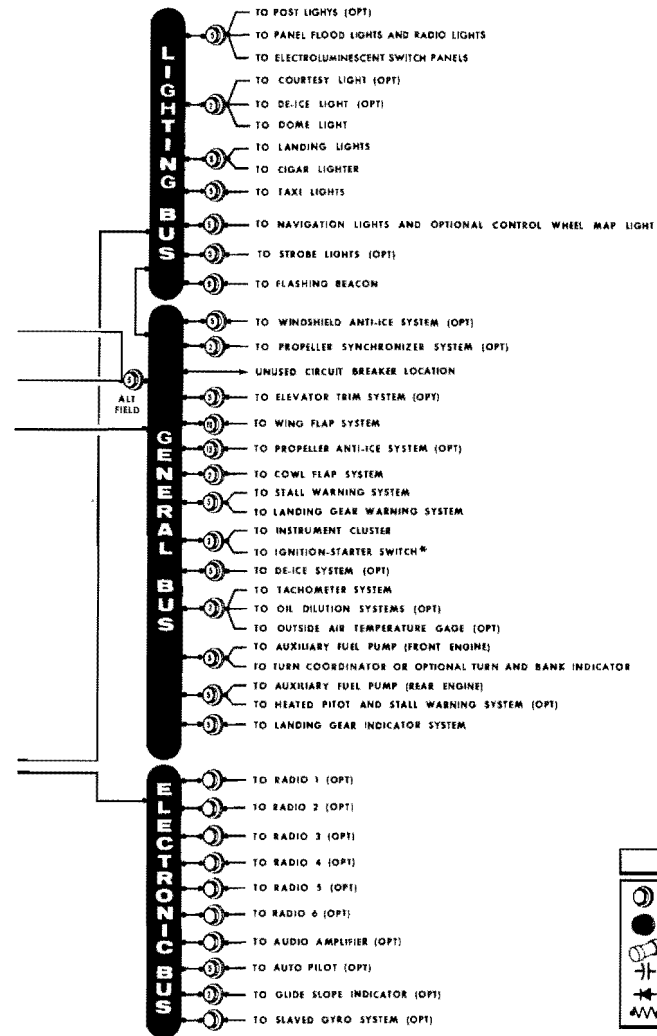 LIGHTING BUS
TO POST LIGHYS (OPT)
TO PANEL FLOOD LIGHTS AND RADIO LIGHTS
TO ELECTROLUMINESCENT SWITCH PANELS
TO COURTESY LIGHT (OPT)
TO DE-ICE LIGHT (OPT)
TO DOME LIGHT
TO LANDING LIGHTS
TO CIGAR LIGHTER
TO TAXI LIGHTS
TO NAVIGATION LIGHTS AND OPTIONAL CONTROL WHEEL MAP LIGHT
TO STROBE LIGHTS (OPT)
TO FLASHING BEACON
GENERAL BUS
ALT
FIELD
TO WINDSHIELD ANTI-ICE SYSTEM (OPT)
TO PROPELLER SYNCHRONIZER SYSTEM (OPT)
UNUSED CIRCUIT BREAKER LOCATION
TO ELEVATOR TRIM SYSTEM (OPY)
TO WING FLAP SYSTEM
TO PROPELLER ANTI-ICE SYSTEM (OPT)
TO COWL FLAP SYSTEM
TO STALL WARNING SYSTEM
TO LANDING GEAR WARNING SYSTEM
TO INSTRUMENT CLUSTER
TO IGNITION-STARTER SWITCH*
TO DE-ICE SYSTEM (OPT)
TO TACHOMETER SYSTEM
TO OIL DILUTION SYSTEMS (OPT)
TO OUTSIDE AIR TEMPERATURE GAGE (OPT)
TO AUXILIARY FUEL PUMP (FRONT ENGINE)
TO TURN COORDINATOR OR OPTIONAL TURN AND BANK INDICATOR
TO AUXILIARY FUEL PUMP (REAR ENGINE)
TO HEATED PITOT AND STALL WARNING SYSTEM (OPT)
TO LANDING GEAR INDICATOR SYSTEM
ELECTRONIC BUS
TO RADIO 1 (OPT)
TO RADIO 2 (OPT)
TO RADIO 3 (OPT)
TO RADIO 4 (OPT)
TO RADIO 5 (OPT)
TO RADIO 6 (OPT)
TO AUDIO AMPLIFIER (OPT)
TO AUTO PILOT (OPT)
TO GLIDE SLOPE INDICATOR (OPT)
TO SLAVED GYRO SYSTEM (OPT)